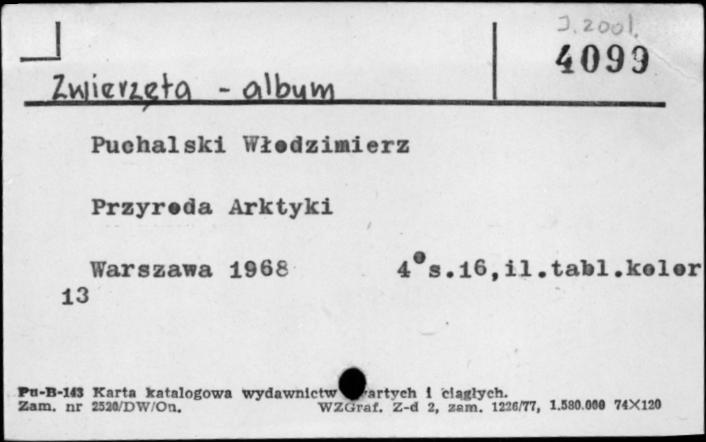 J. 2001.
4099
Zwierzęta - album
Puchalski Włodzimierz
Przyroda Arktyki
Warszawa 1968 4° s.16,il.tabl.kolor
13
Pu-B-143 Karta katalogowa wydawnictw zwartych i ciągłych.
Zam. nr 2520/DW/On. WZGraf. Z-d 2, zam. 1226/77, 1.580.000 74X120